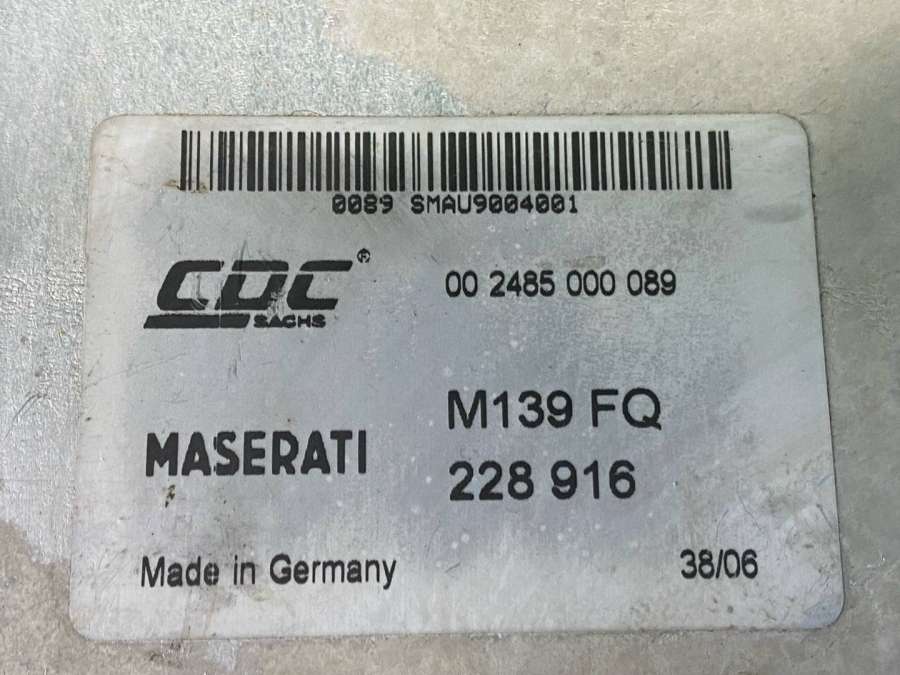 0089 SMAU9004001
CDC® 00 2485 000 089
SACHS
M139 FQ
MASERATI
228 916
Made in Germany 38/06